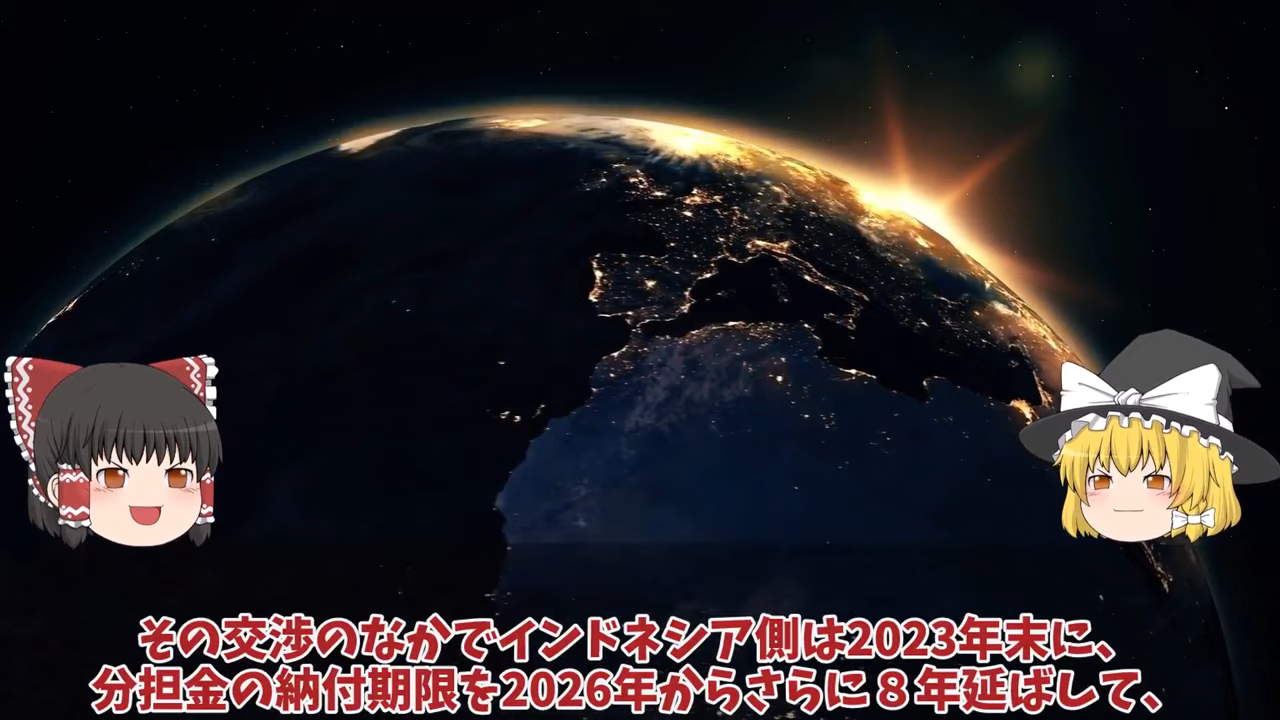 その交渉のなかでインドネシア側は2023年末に、
分担金の納付期限を2026年からさらに８年延ばして、